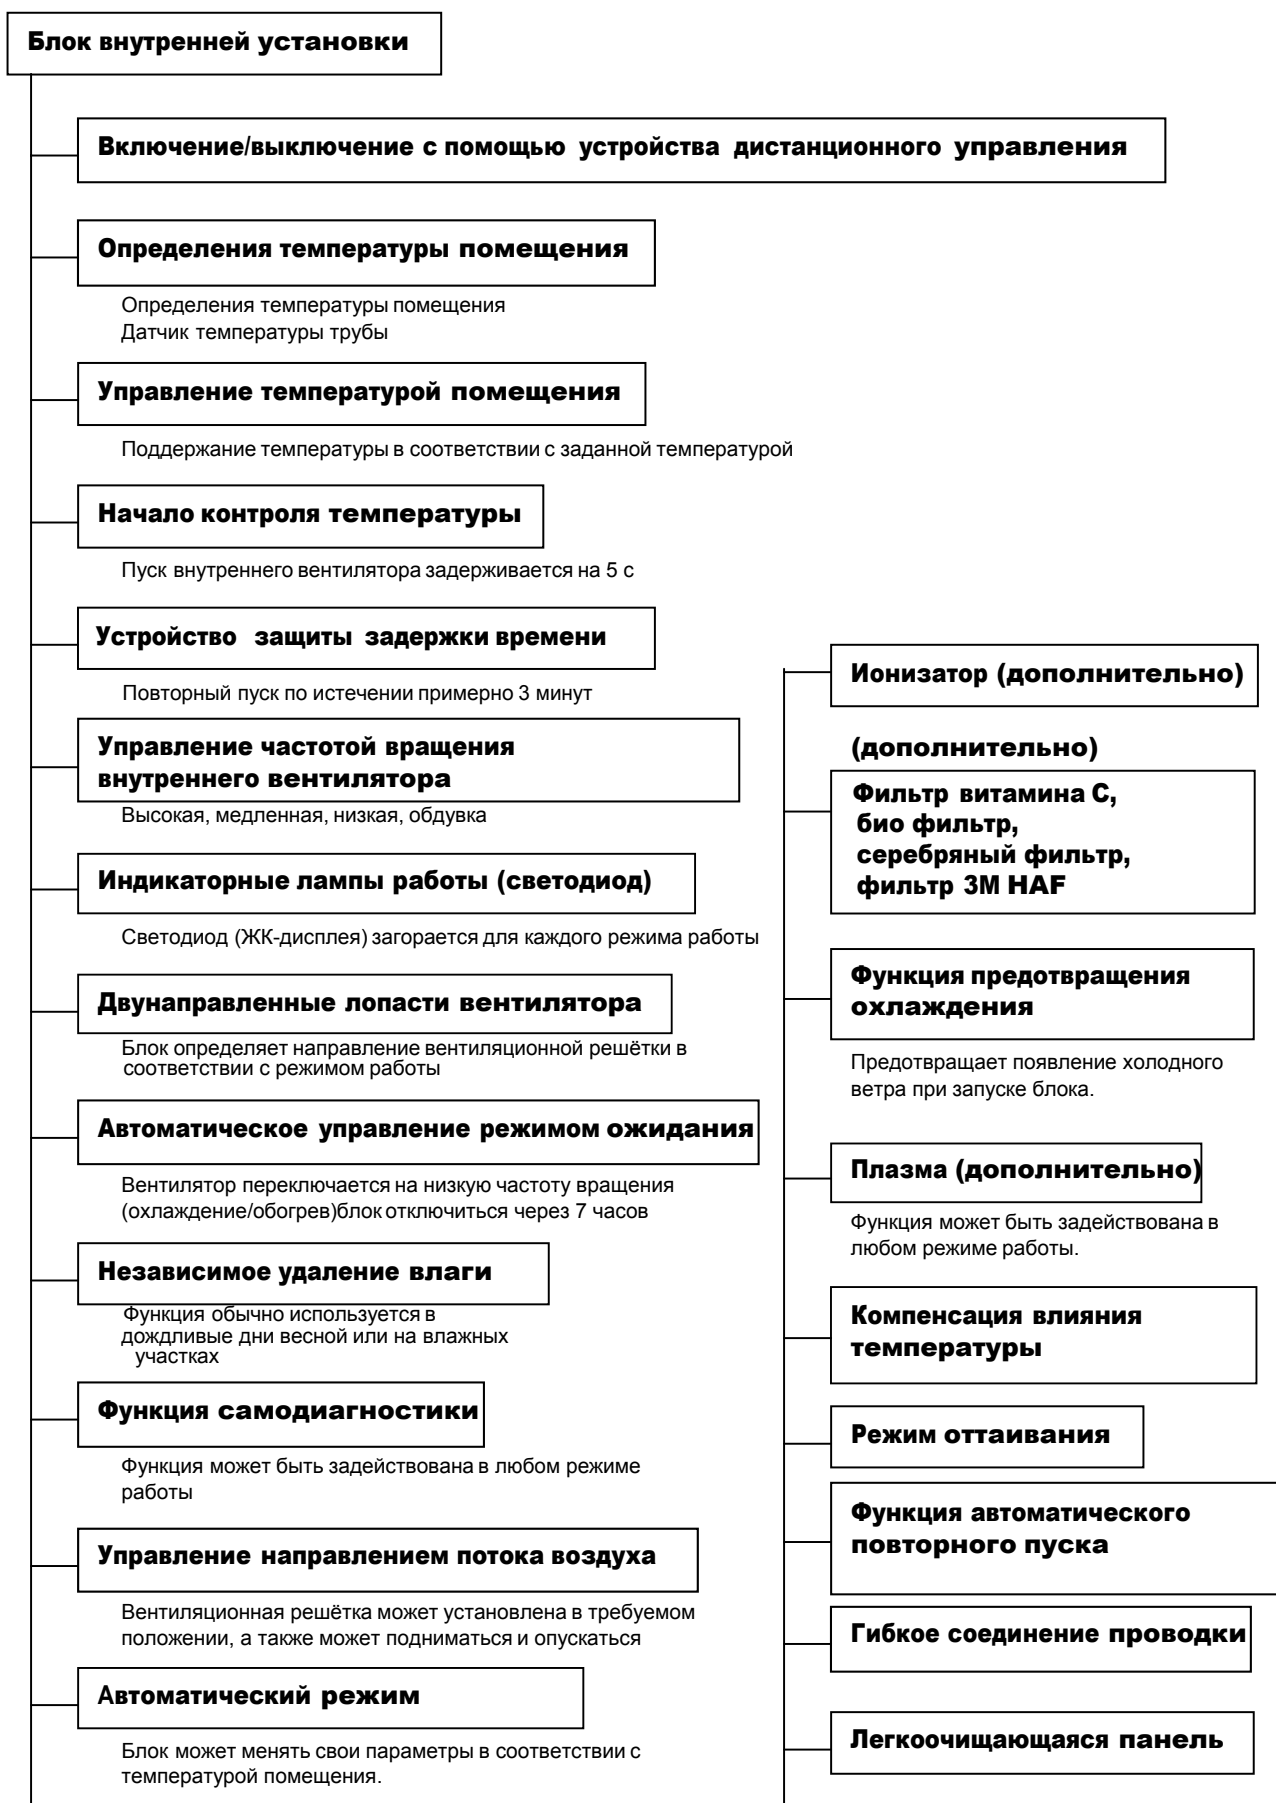 Блок внутренней установки
Включение/выключение с помощью устройства дистанционного управления
Определения температуры помещения
Определения температуры помещения
Датчик температуры трубы
Управление температурой помещения
Поддержание температуры в соответствии с заданной температурой
Начало контроля температуры
Пуск внутреннего вентилятора задерживается на 5 с
Устройство защиты задержки времени
Повторный пуск по истечении примерно 3 минут
Управление частотой вращения
внутреннего вентилятора
Высокая, медленная, низкая, обдувка
Индикаторные лампы работы (светодиод)
Светодиод (ЖК-дисплея) загорается для каждого режима работы
Двунаправленные лопасти вентилятора
Блок определяет направление вентиляционной решётки в
соответствии с режимом работы
Автоматическое управление режимом ожидания
Вентилятор переключается на низкую частоту вращения
(охлаждение/обогрев)блок отключиться через 7 часов
Независимое удаление влаги
Функция обычно используется в
дождливые дни весной или на влажных
участках
Функция самодиагностики
Функция может быть задействована в любом режиме
работы
Управление направлением потока воздуха
Вентиляционная решётка может установлена в требуемом
положении, а также может подниматься и опускаться
Автоматический режим
Блок может менять свои параметры в соответствии с
температурой помещения.
Ионизатор (дополнительно)
(дополнительно)
Фильтр витамина С,
био фильтр,
серебряный фильтр,
фильтр 3M HAF
Функция предотвращения
охлаждения
Предотвращает появление холодного
ветра при запуске блока.
Плазма (дополнительно)
Функция может быть задействована в
любом режиме работы.
Компенсация влияния
температуры
Режим оттаивания
Функция автоматического
повторного пуска
Гибкое соединение проводки
Легкоочищающаяся панель